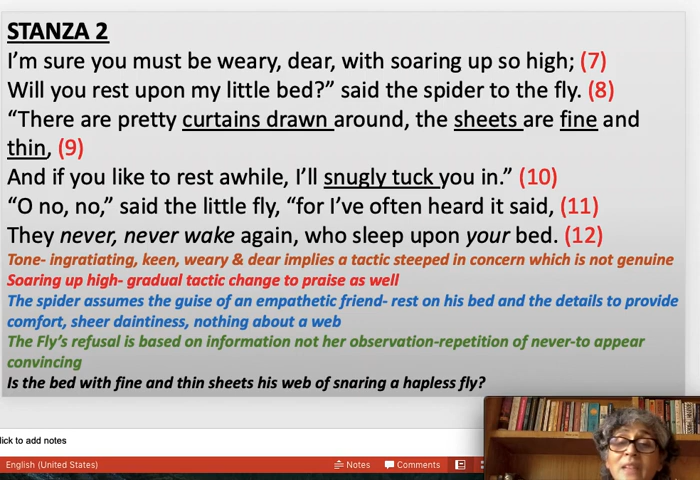 STANZA 2
I'm sure you must be weary, dear, with soaring up so high; (7)
Will you rest upon my little bed?" said the spider to the fly. (8)
"There are pretty curtains drawn around, the sheets are fine and
thin, (9)
And if you like to rest awhile, I'll snugly tuck you in." (10)
"O no, no," said the little fly, "for I've often heard it said, (11)
They never, never wake again, who sleep upon your bed. (12)
Tone- ingratiating, keen, weary & dear implies a tactic steeped in concern which is not genuine
Soaring up high- gradual tactic change to praise as well
The spider assumes the guise of an empathetic friend- rest on his bed and the details to provide
comfort, sheer daintiness, nothing about a web
The Fly's refusal is based on information not her observation-repetition of never-to appear
convincing
Is the bed with fine and thin sheets his web of snaring a hapless fly?
lick to add notes
English (United States)
Notes
Comments